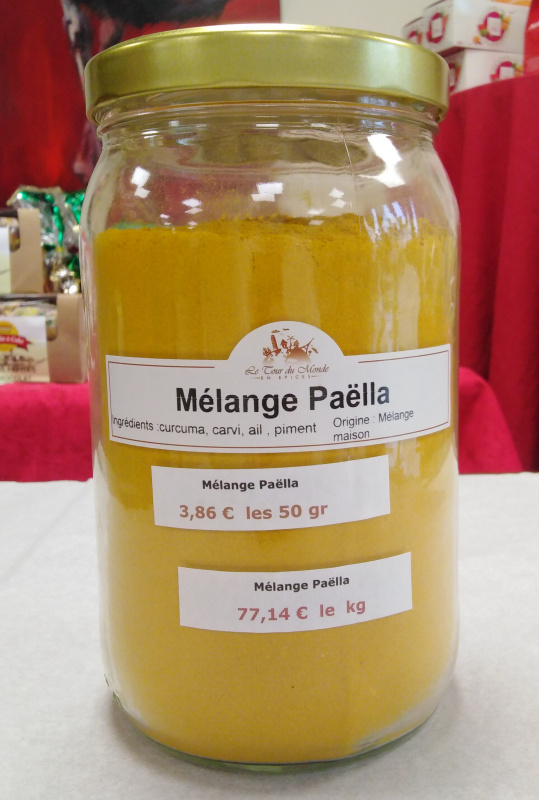 Le Tour du Monde
EN EPICES
Mélange Paëlla
Ingrédients :curcuma, carvi, ail , piment
Origine : Mélange
maison
Mélange Paëlla
3,86 € les 50 gr
Mélange Paëlla
77,14 € le kg